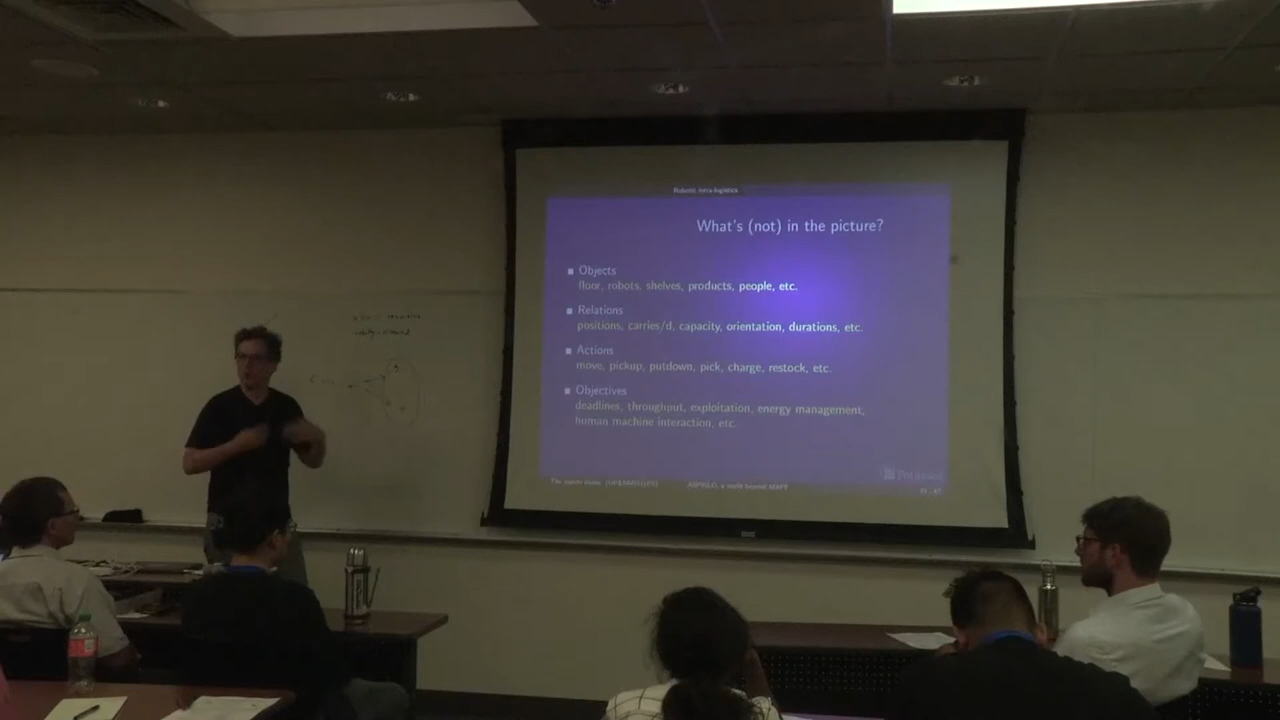 Robotic intra-logistics
What's (not) in the picture?
Objects
floor, robots, shelves, products, people, etc.
Relations
positions, carries/d, capacity, orientation, durations, etc.
Actions
move, pickup, putdown, pick, charge, restock, etc.
Objectives
deadlines, throughput, exploitation, energy management,
human machine interaction, etc.
Potassco